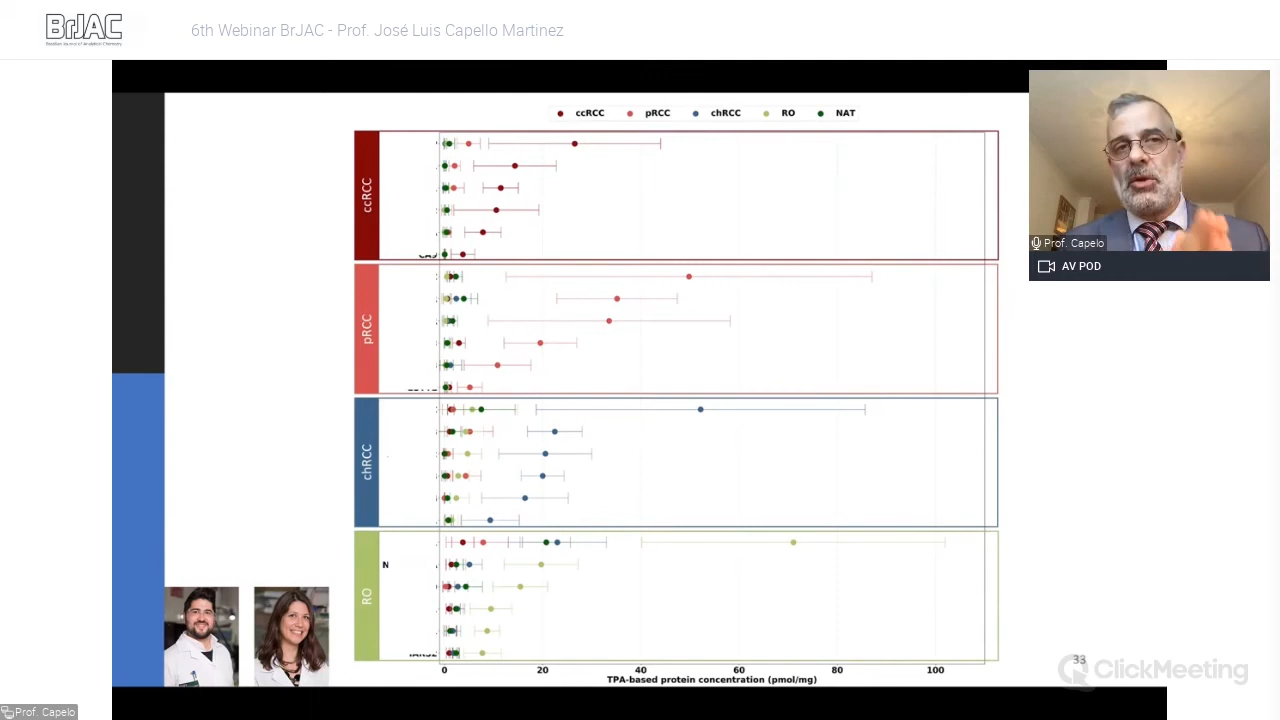 BrJAC
Brazilian Journal of Analytical Chemistry
6th Webinar BrJAC - Prof. José Luis Capello Martinez
ccRCC pRCC chRCC RO NAT
ccRCC
pRCC
chRCC
RO
N
0 20 40 60 80 100
TPA-based protein concentration (pmol/mg)
33
ClickMeeting
Prof. Capelo
AV POD
Prof. Capelo